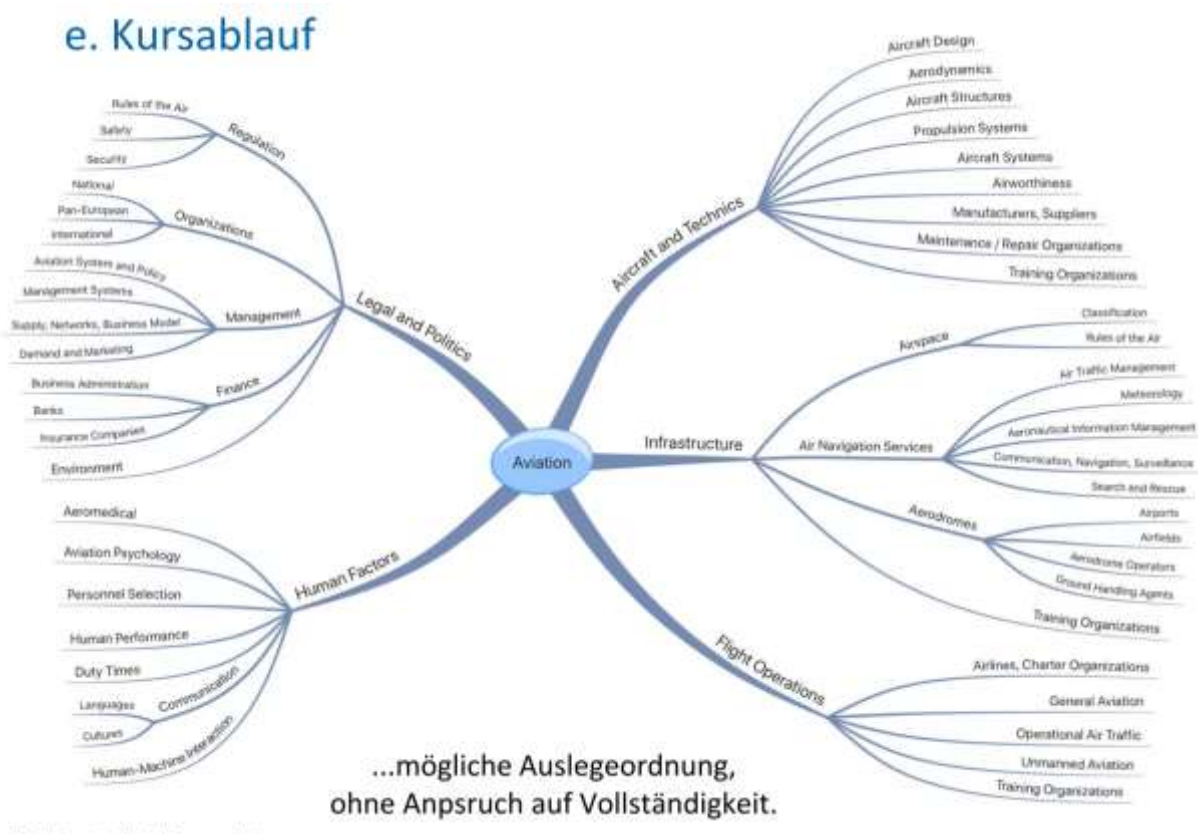 e. Kursablauf
Aviation
Legal and Politics
Regulation
Rules of the Air
Safety
Security
Organizations
National
Pan-European
International
Management
Aviation System and Policy
Management Systems
Supply, Networks, Business Model
Demand and Marketing
Finance
Business Administration
Banks
Insurance Companies
Environment
Human Factors
Aeromedical
Aviation Psychology
Personnel Selection
Human Performance
Duty Times
Communication
Languages
Cultures
Human-Machine Interaction
Aircraft and Technics
Aircraft Design
Aerodynamics
Aircraft Structures
Propulsion Systems
Aircraft Systems
Airworthiness
Manufacturers, Suppliers
Maintenance / Repair Organizations
Training Organizations
Infrastructure
Airspace
Classification
Rules of the Air
Air Navigation Services
Air Traffic Management
Meteorology
Aeronautical Information Management
Communication, Navigation, Surveillance
Search and Rescue
Aerodromes
Airports
Airfields
Aerodrome Operators
Ground Handling Agents
Training Organizations
Flight Operations
Airlines, Charter Organizations
General Aviation
Operational Air Traffic
Unmanned Aviation
Training Organizations
...mögliche Auslegeordnung,
ohne Anpsruch auf Vollständigkeit.